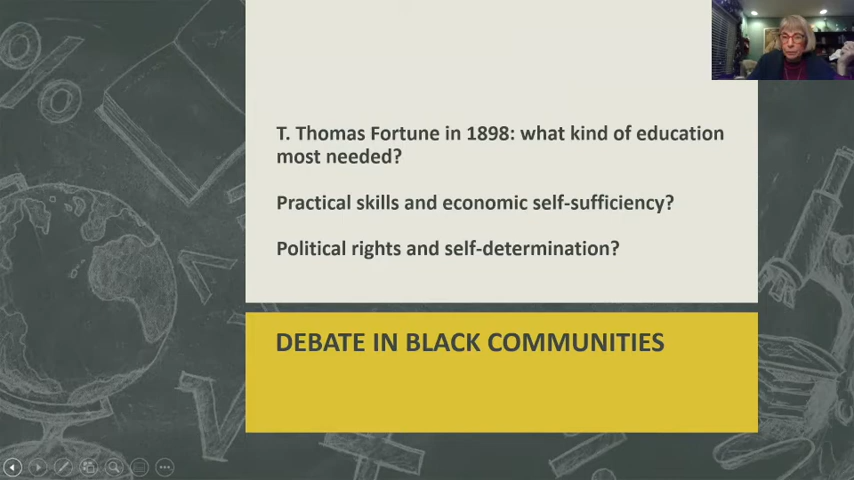 T. Thomas Fortune in 1898: what kind of education
most needed?
Practical skills and economic self-sufficiency?
Political rights and self-determination?
DEBATE IN BLACK COMMUNITIES